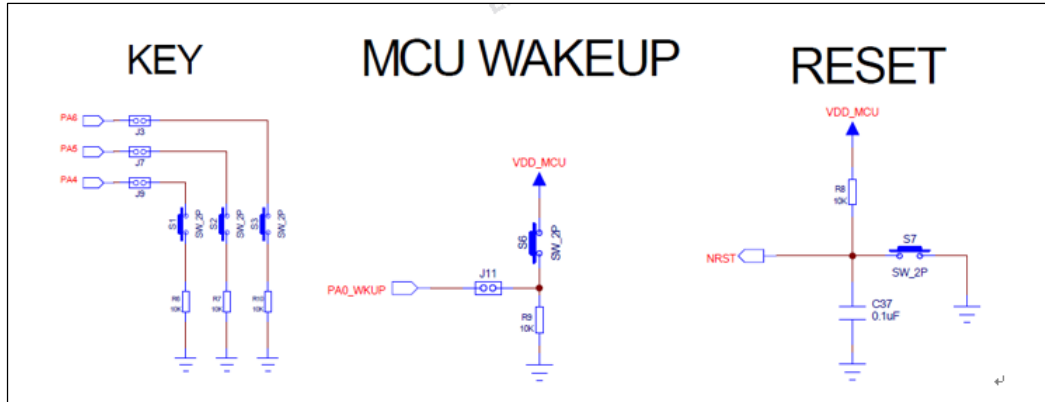 KEY
MCU WAKEUP
RESET
PA6
J3
PA5
J7
PA4
J9
S1
SW_2P
S2
SW_2P
S3
SW_2P
R6
10K
R7
10K
R10
10K
VDD_MCU
S6
SW_2P
PA0_WKUP
J11
R9
10K
VDD_MCU
R8
10K
NRST
S7
SW_2P
C37
0.1uF